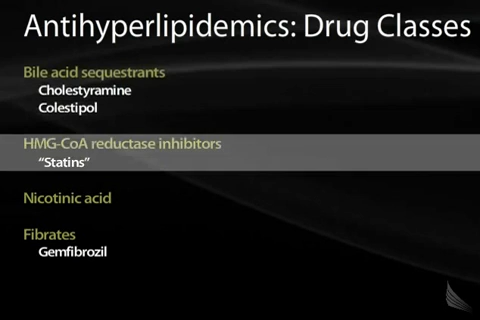 Antihyperlipidemics: Drug Classes
Bile acid sequestrants
Cholestyramine
Colestipol
HMG-CoA reductase inhibitors
“Statins”
Nicotinic acid
Fibrates
Gemfibrozil